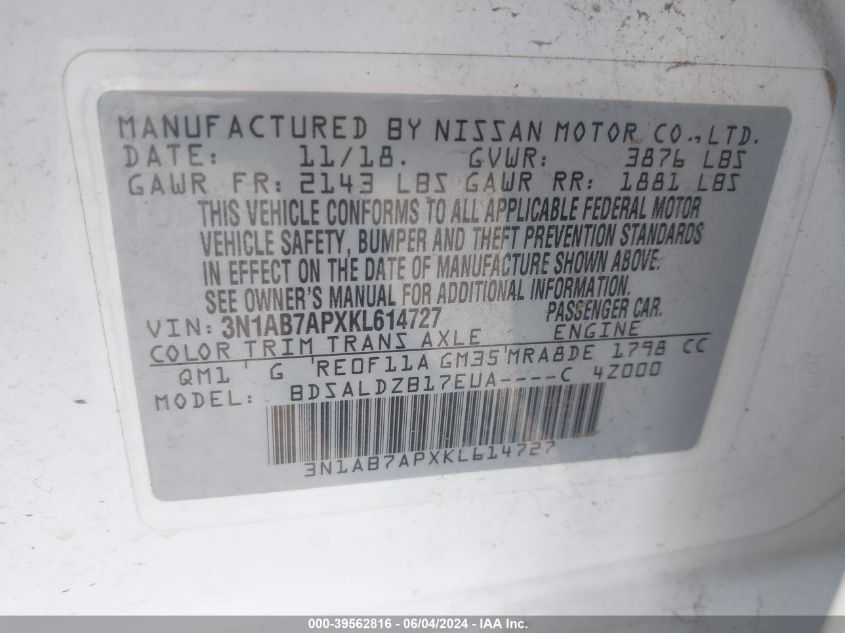 MANUFACTURED BY NISSAN MOTOR CO.,LTD.
DATE: 11/18. GVWR: 3876 LBS
GAWR FR: 2143 LBS GAWR RR: 1881 LBS
THIS VEHICLE CONFORMS TO ALL APPLICABLE FEDERAL MOTOR
VEHICLE SAFETY, BUMPER AND THEFT PREVENTION STANDARDS
IN EFFECT ON THE DATE OF MANUFACTURE SHOWN ABOVE.
SEE OWNER'S MANUAL FOR ADDITIONAL INFORMATION.
VIN: 3N1AB7APXKL614727 PASSENGER CAR.
COLOR TRIM TRANS AXLE ENGINE
QM1 G RE0F11A GM35 MRA8DE 1798 CC
MODEL: BDSALDZB17EUA----C 4Z000
3N1AB7APXKL614727
000-39562816 - 06/04/2024 - IAA Inc.